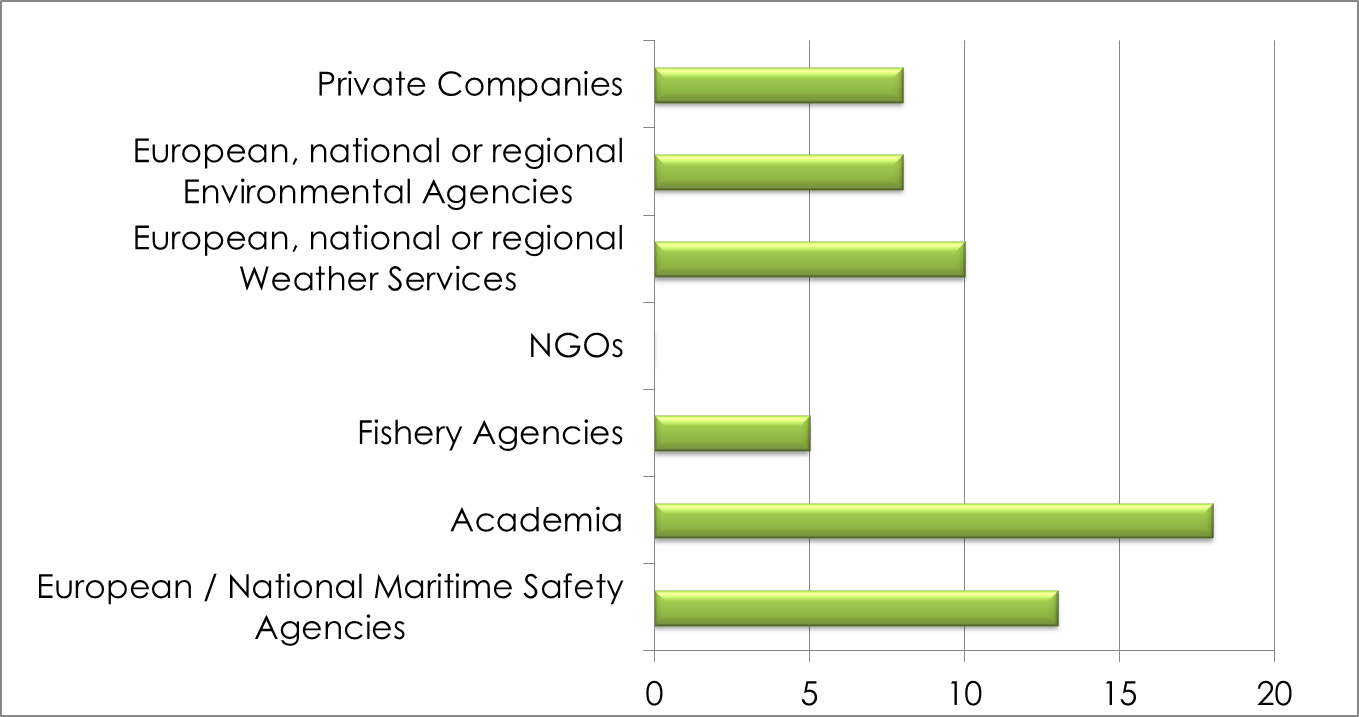 Private Companies
European, national or regional
Environmental Agencies
European, national or regional
Weather Services
NGOs
Fishery Agencies
Academia
European / National Maritime Safety
Agencies
0 5 10 15 20